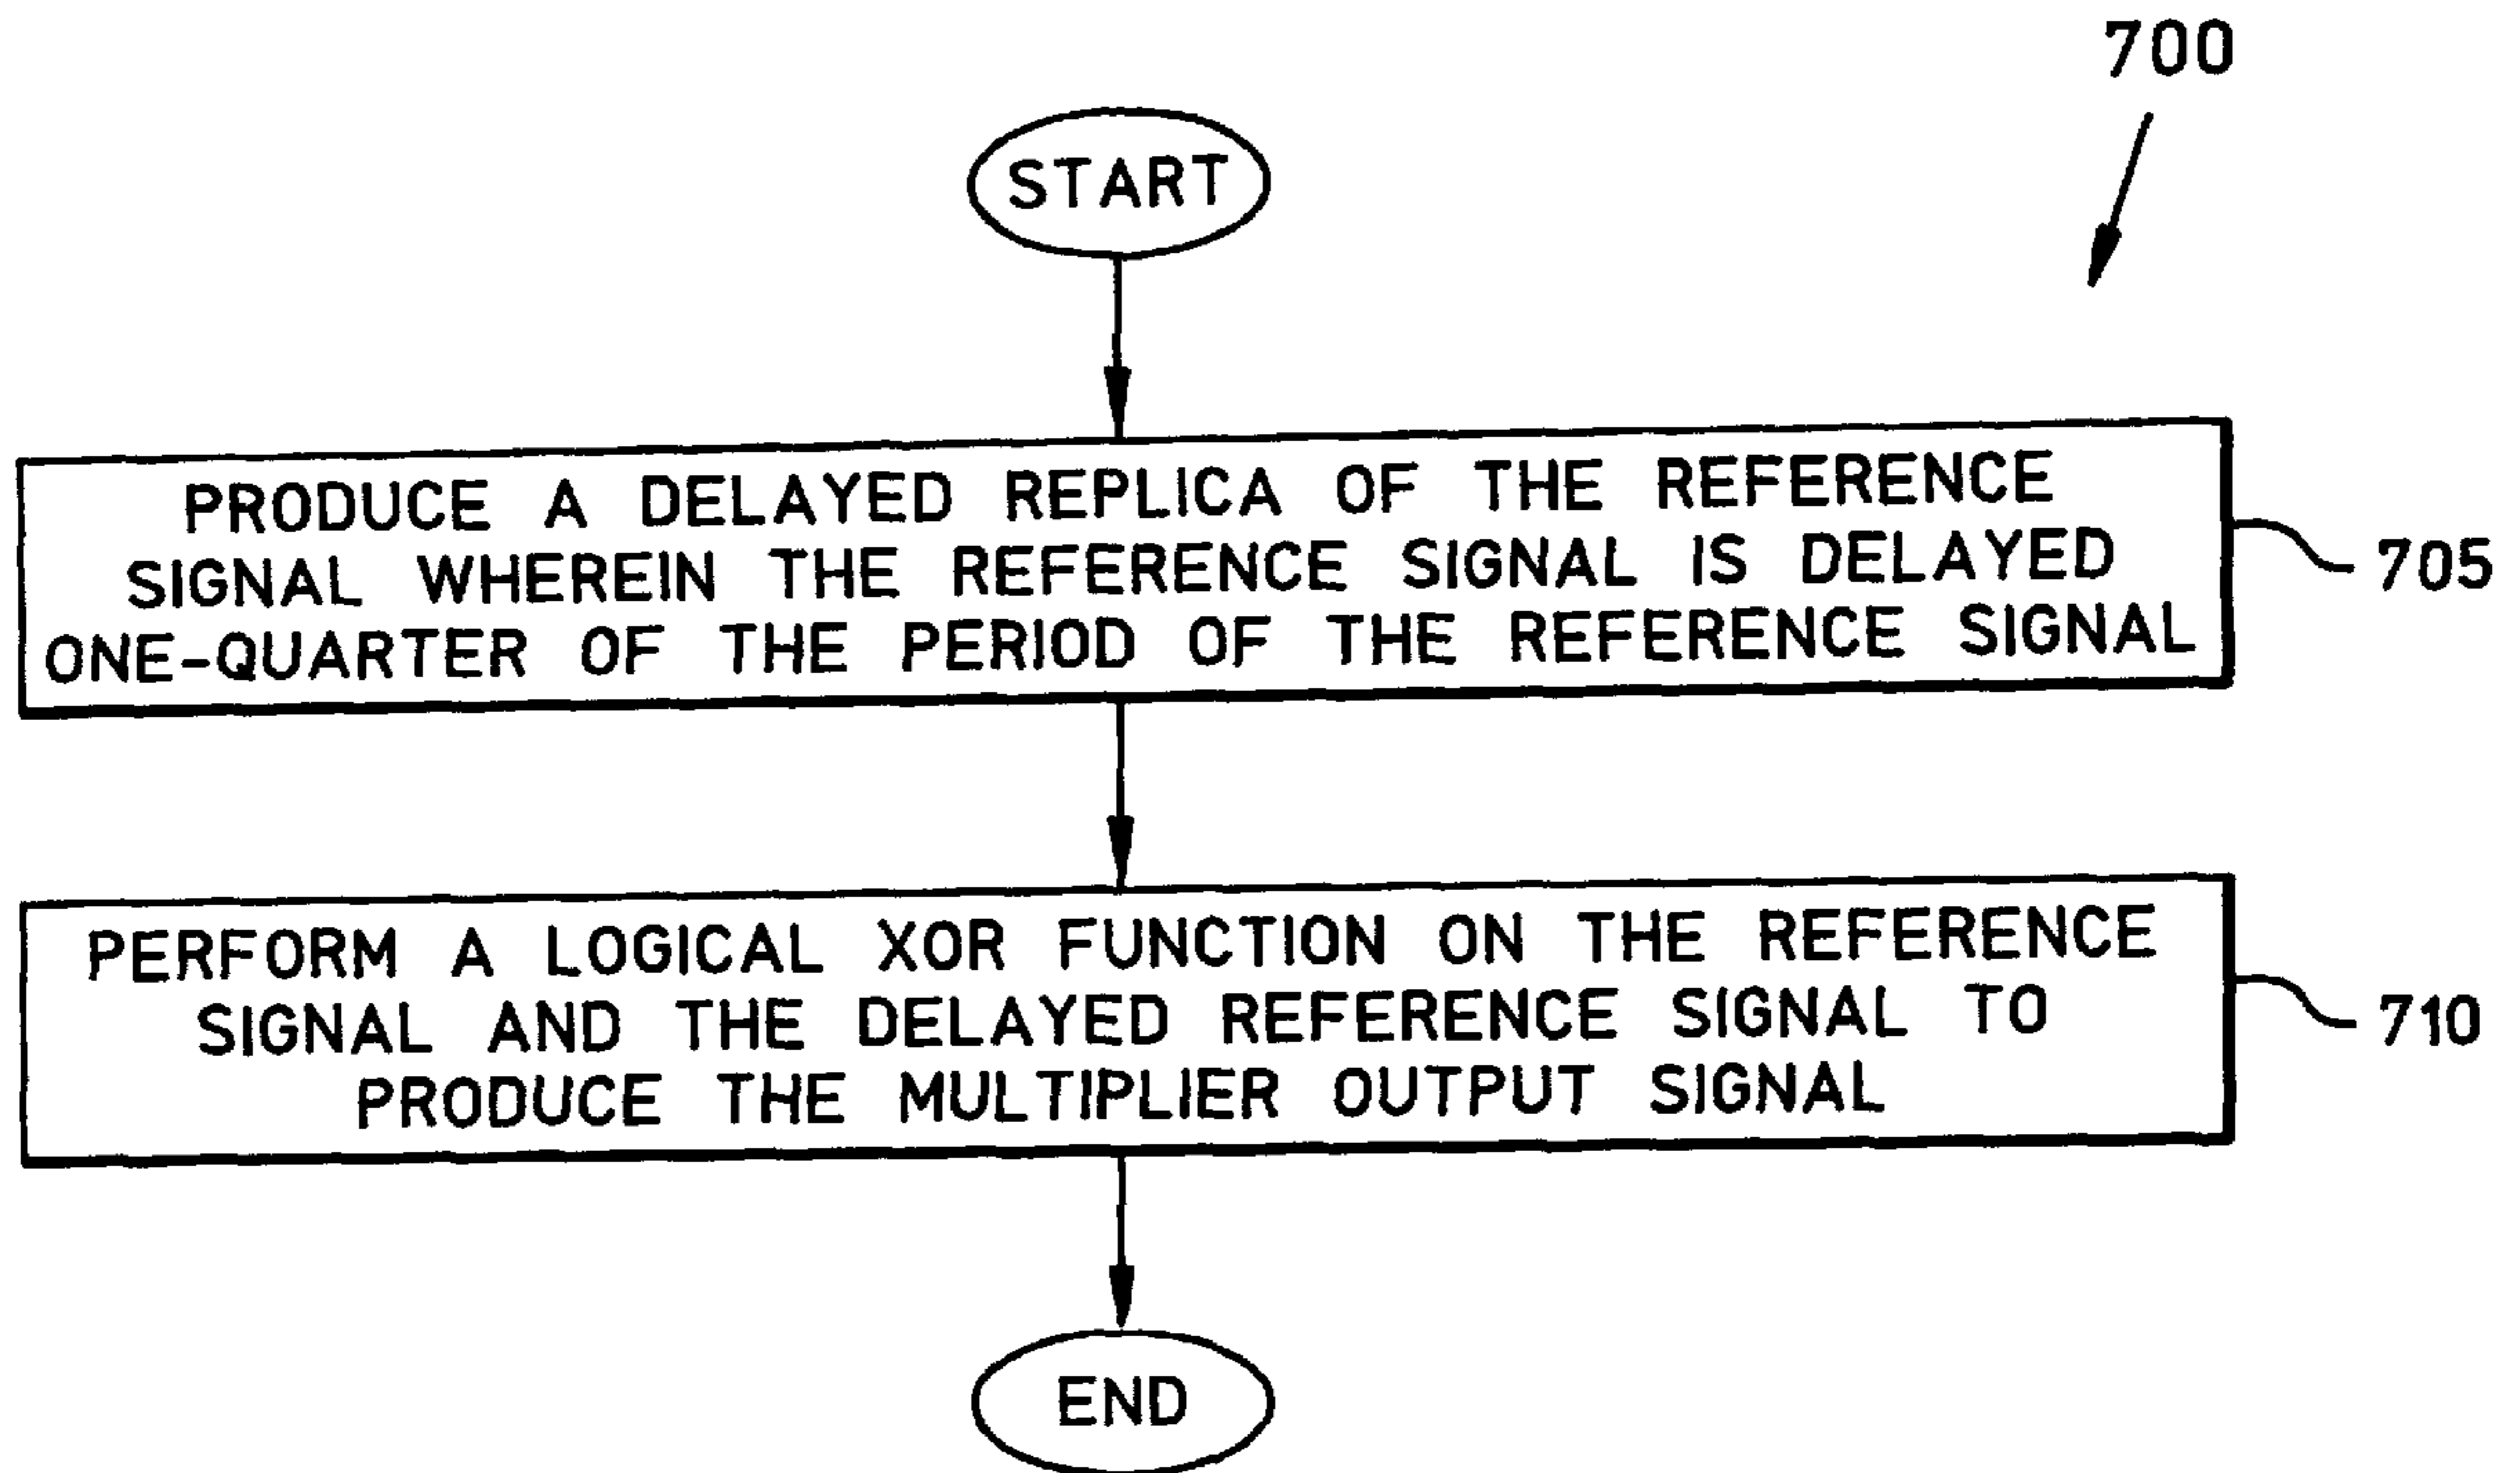 700
START
PRODUCE A DELAYED REPLICA OF THE REFERENCE
SIGNAL WHEREIN THE REFERENCE SIGNAL IS DELAYED
ONE-QUARTER OF THE PERIOD OF THE REFERENCE SIGNAL
705
PERFORM A LOGICAL XOR FUNCTION ON THE REFERENCE
SIGNAL AND THE DELAYED REFERENCE SIGNAL TO
PRODUCE THE MULTIPLIER OUTPUT SIGNAL
710
END